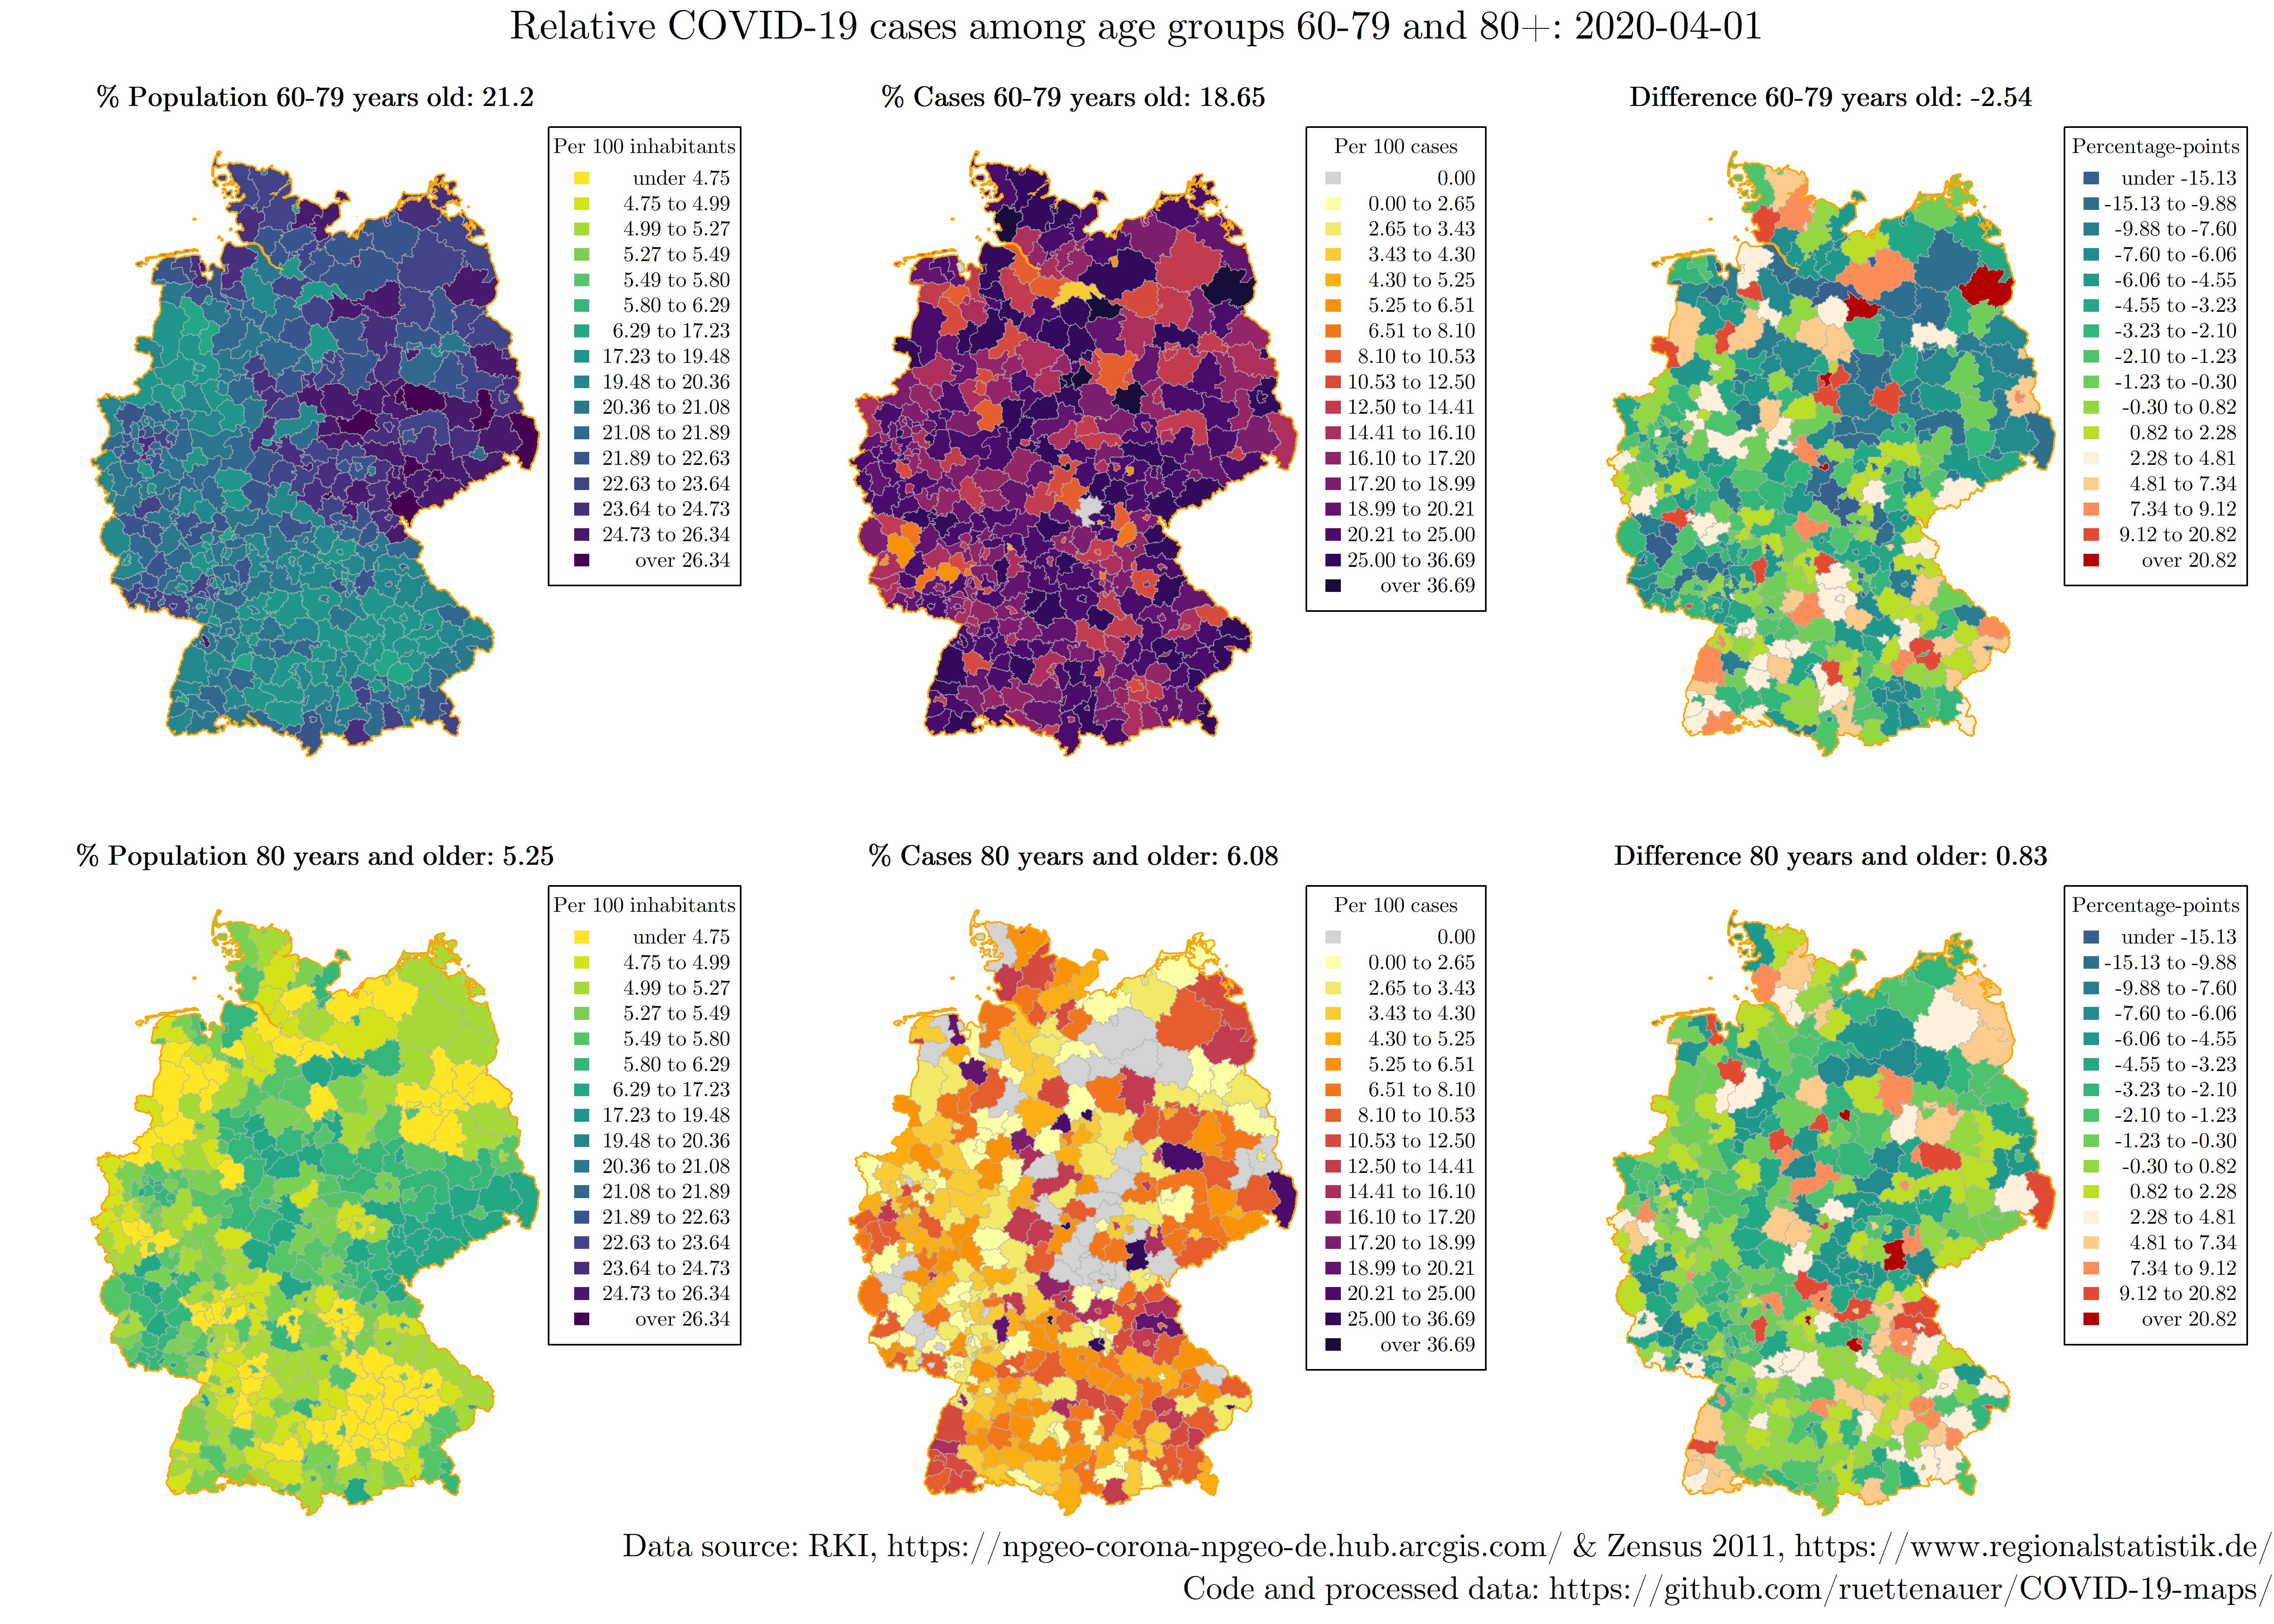 Relative COVID-19 cases among age groups 60-79 and 80+: 2020-04-01
% Population 60-79 years old: 21.2
Per 100 inhabitants
under 4.75
4.75 to 4.99
4.99 to 5.27
5.27 to 5.49
5.49 to 5.80
5.80 to 6.29
6.29 to 17.23
17.23 to 19.48
19.48 to 20.36
20.36 to 21.08
21.08 to 21.89
21.89 to 22.63
22.63 to 23.64
23.64 to 24.73
24.73 to 26.34
over 26.34
% Cases 60-79 years old: 18.65
Per 100 cases
0.00
0.00 to 2.65
2.65 to 3.43
3.43 to 4.30
4.30 to 5.25
5.25 to 6.51
6.51 to 8.10
8.10 to 10.53
10.53 to 12.50
12.50 to 14.41
14.41 to 16.10
16.10 to 17.20
17.20 to 18.99
18.99 to 20.21
20.21 to 25.00
25.00 to 36.69
over 36.69
Difference 60-79 years old: -2.54
Percentage-points
under -15.13
-15.13 to -9.88
-9.88 to -7.60
-7.60 to -6.06
-6.06 to -4.55
-4.55 to -3.23
-3.23 to -2.10
-2.10 to -1.23
-1.23 to -0.30
-0.30 to 0.82
0.82 to 2.28
2.28 to 4.81
4.81 to 7.34
7.34 to 9.12
9.12 to 20.82
over 20.82
% Population 80 years and older: 5.25
Per 100 inhabitants
under 4.75
4.75 to 4.99
4.99 to 5.27
5.27 to 5.49
5.49 to 5.80
5.80 to 6.29
6.29 to 17.23
17.23 to 19.48
19.48 to 20.36
20.36 to 21.08
21.08 to 21.89
21.89 to 22.63
22.63 to 23.64
23.64 to 24.73
24.73 to 26.34
over 26.34
% Cases 80 years and older: 6.08
Per 100 cases
0.00
0.00 to 2.65
2.65 to 3.43
3.43 to 4.30
4.30 to 5.25
5.25 to 6.51
6.51 to 8.10
8.10 to 10.53
10.53 to 12.50
12.50 to 14.41
14.41 to 16.10
16.10 to 17.20
17.20 to 18.99
18.99 to 20.21
20.21 to 25.00
25.00 to 36.69
over 36.69
Difference 80 years and older: 0.83
Percentage-points
under -15.13
-15.13 to -9.88
-9.88 to -7.60
-7.60 to -6.06
-6.06 to -4.55
-4.55 to -3.23
-3.23 to -2.10
-2.10 to -1.23
-1.23 to -0.30
-0.30 to 0.82
0.82 to 2.28
2.28 to 4.81
4.81 to 7.34
7.34 to 9.12
9.12 to 20.82
over 20.82
Data source: RKI, https://npgeo-corona-npgeo-de.hub.arcgis.com/ & Zensus 2011, https://www.regionalstatistik.de/
Code and processed data: https://github.com/ruettenauer/COVID-19-maps/